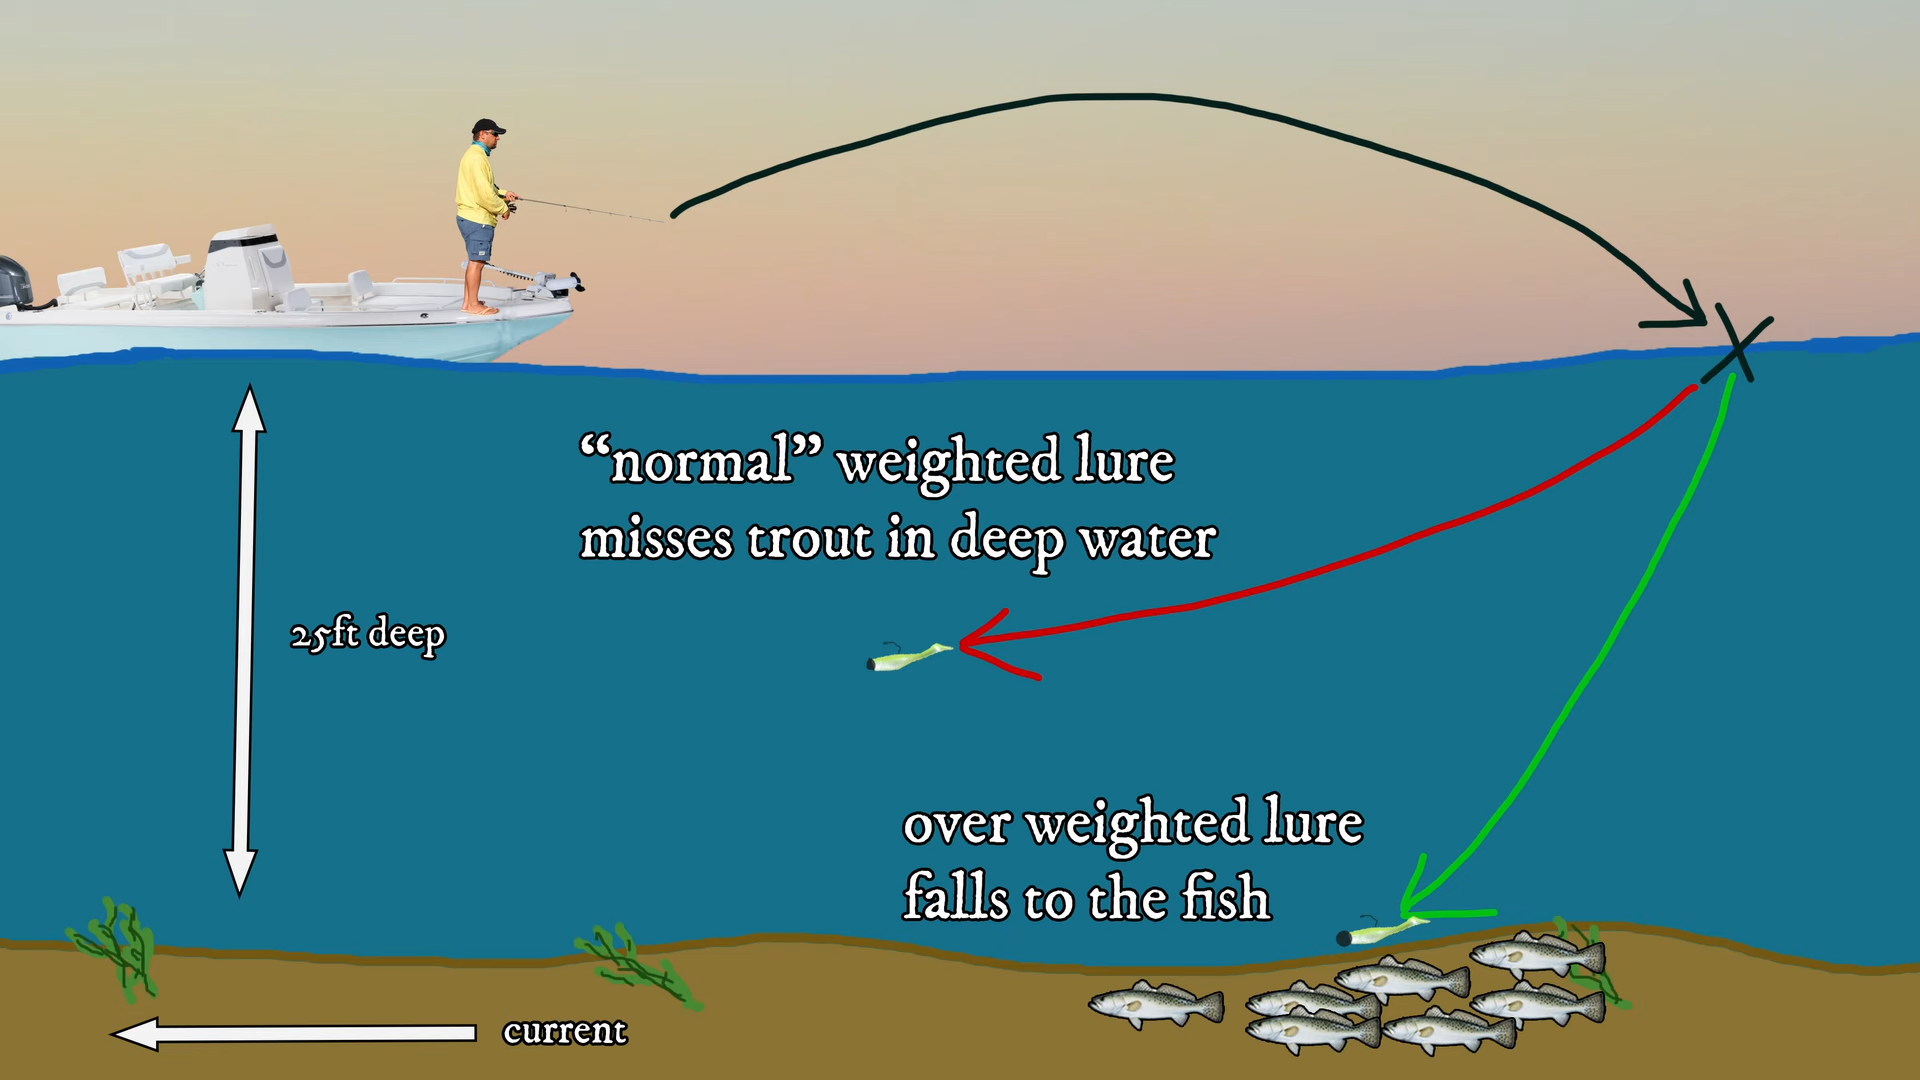 “normal” weighted lure
misses trout in deep water
25ft deep
over weighted lure
falls to the fish
current